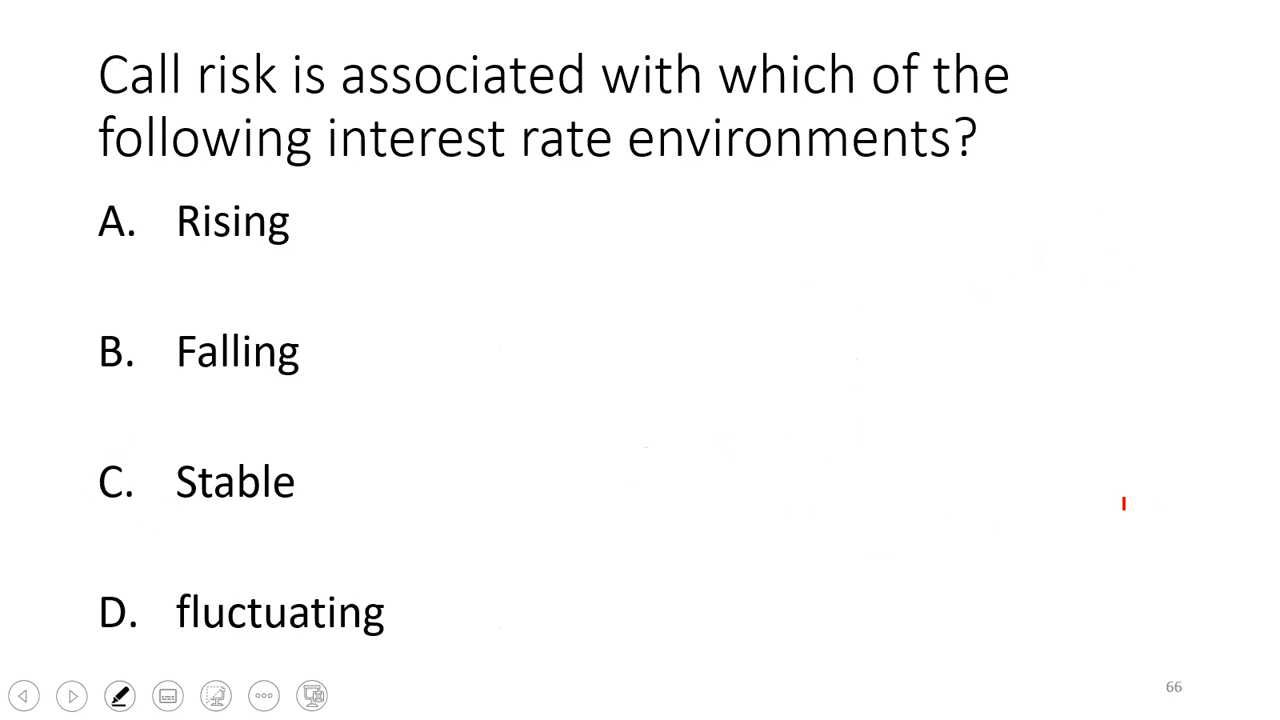 Call risk is associated with which of the
following interest rate environments?
A. Rising
B. Falling
C. Stable
D. fluctuating
66